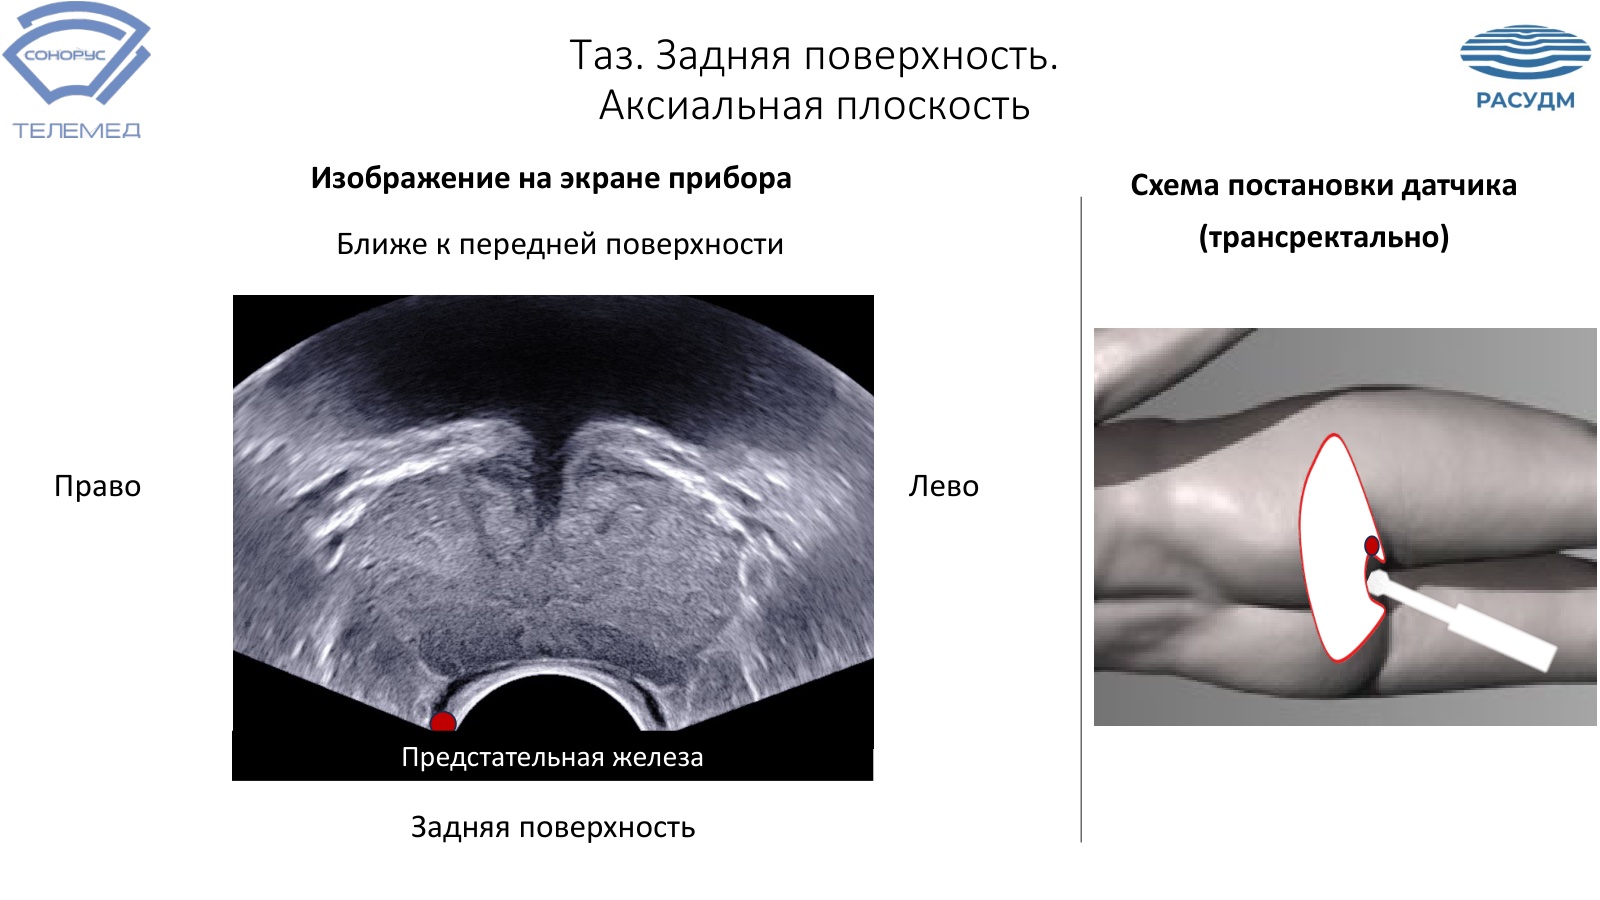 СОНОРУС
ТЕЛЕМЕД
Таз. Задняя поверхность.
Аксиальная плоскость
РАСУДМ
Изображение на экране прибора
Ближе к передней поверхности
Право
Лево
Предстательная железа
Задняя поверхность
Схема постановки датчика
(трансректально)